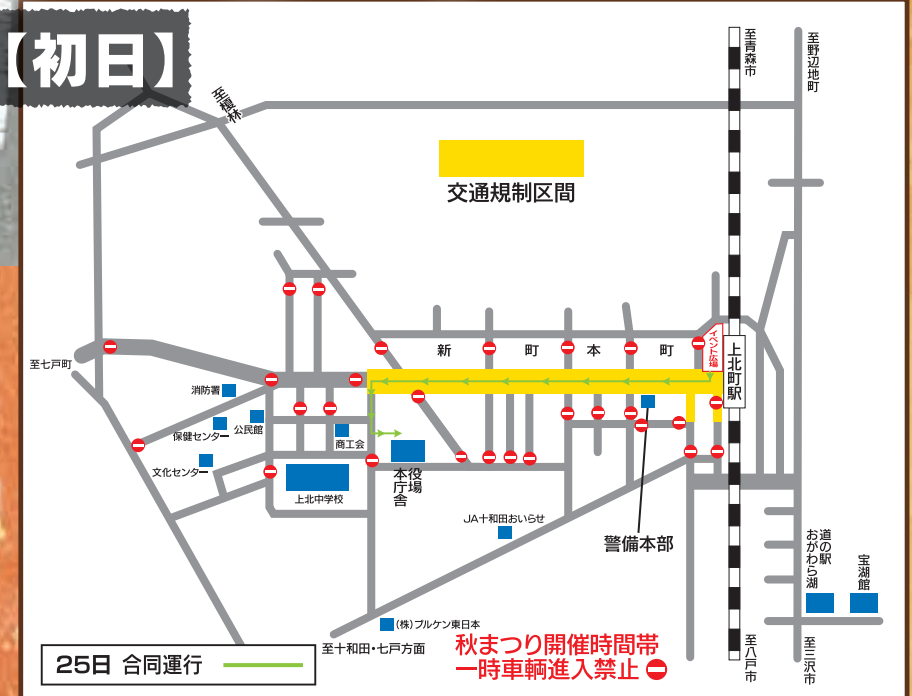 【初日】
至榎林
至青森市
至野辺地町
交通規制区間
新町本町
イベント広場
上北町駅
至七戸町
消防署
公民館
保健センター
商工会
文化センター
上北中学校
役場
本庁舎
JA十和田おいらせ
警備本部
道の駅
おがわら湖
宝湖館
(株)プルケン東日本
至十和田・七戸方面
秋まつり開催時間帯
一時車輌進入禁止
至八戸市
至三沢市
25日 合同運行